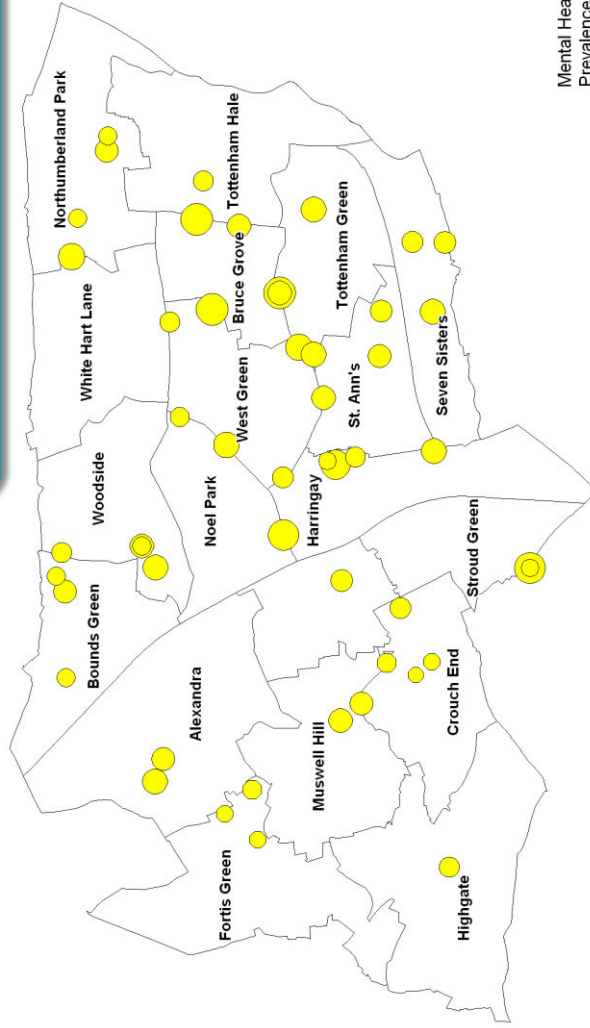 Northumberland Park
White Hart Lane
Bounds Green
Woodside
Alexandra
Noel Park
Fortis Green
Tottenham Hale
Bruce Grove
West Green
Harringay
Muswell Hill
Tottenham Green
St. Ann's
Seven Sisters
Crouch End
Highgate
Stroud Green
Mental Hea
Prevalence